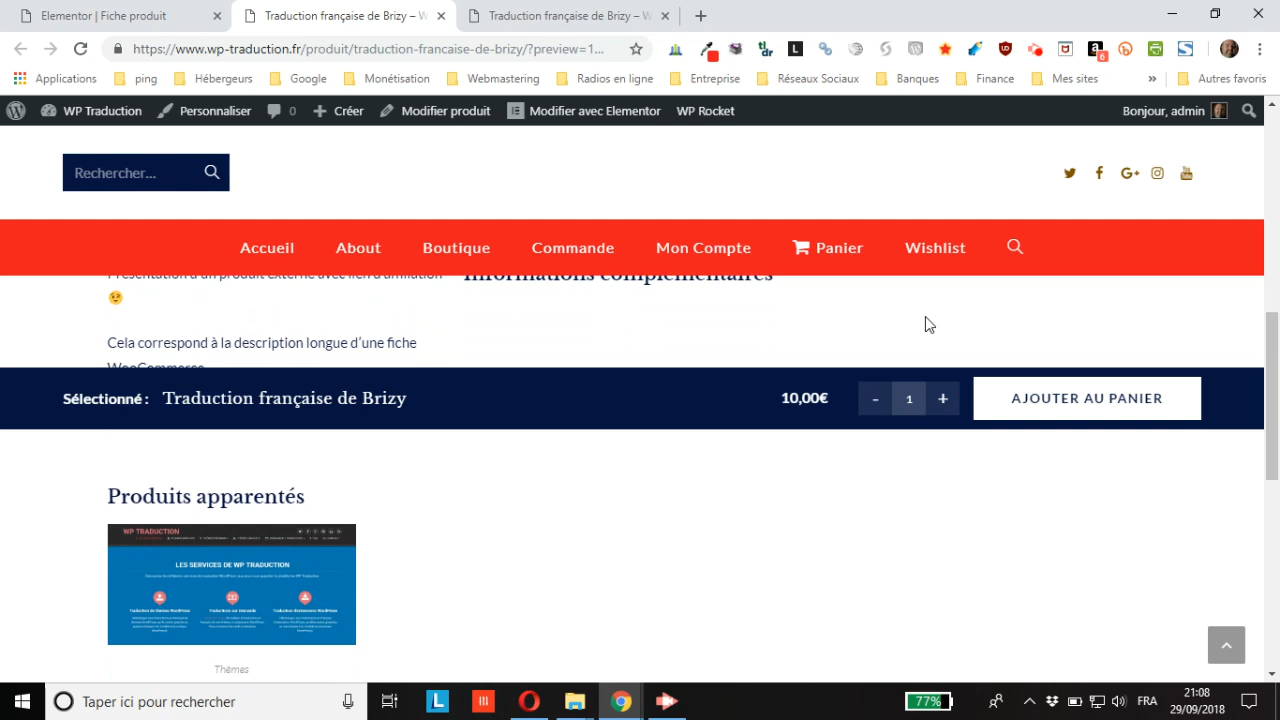 Elementor fiche produit
Traduction française de Brizy – W
Traduction française de Brizy – W
https://www.wp-traduction.fr/produit/traduction-francaise-de-brizy/?preview=1...
Applications
ping
Hébergeurs
Google
Monétisation
Webmastering
Radios en ligne
Entreprise
Réseaux Sociaux
Banques
Finance
Mes sites
»
Autres favoris
WP Traduction
Personnaliser
0
Créer
Modifier produit
Modifier avec Elementor
WP Rocket
Bonjour, admin
Rechercher...
Accueil
About
Boutique
Commande
Mon Compte
Panier
Wishlist
Présentation d'un produit externe avec lien d'affiliation
Informations complémentaires
Cela correspond à la description longue d'une fiche
WooCommerce
Sélectionné :
Traduction française de Brizy
10,00€
- 1 +
AJOUTER AU PANIER
Produits apparentés
WP TRADUCTION
LES SERVICES DE WP TRADUCTION
Thèmes
Taper ici pour rechercher
77%
FRA
21:08
29/09/2018